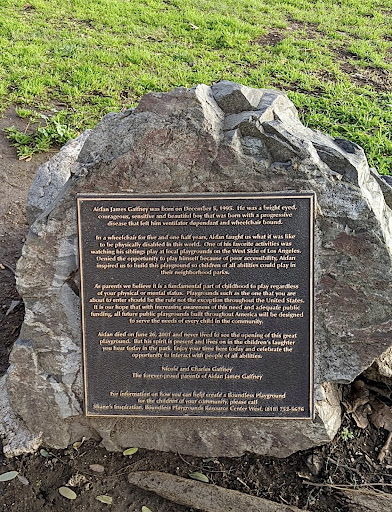 Aidan James Gaffney was born on December 5, 1995. He was a bright eyed,
courageous, sensitive and beautiful boy that was born with a progressive
disease that left him ventilator dependant and wheelchair bound.
In a wheelchair for five and one half years, Aidan taught us what it was like
to be physically disabled in this world. One of his favorite activities was
watching his siblings play at local playgrounds on the West Side of Los Angeles.
Denied the opportunity to play himself because of poor accessibility, Aidan
inspired us to build this playground so children of all abilities could play in
their neighborhood parks.
As parents we believe it is a fundamental part of childhood to play regardless
of your physical or mental status. Playgrounds such as the one that you are
about to enter should be the rule not the exception throughout the United States.
It is our hope that with increasing awareness of this need and adequate public
funding, all future public playgrounds built throughout America will be designed
to serve the needs of every child in the community.
Aidan died on June 26, 2001 and never lived to see the opening of this great
playground. But his spirit is present and lives on in the children's laughter
you hear today in the park. Enjoy your time here today and celebrate the
opportunity to interact with people of all abilities.
Nicole and Charles Gaffney
The forever-proud parents of Aidan James Gaffney
For information on how you can help create a Boundless Playground
for the children of your community, please call
Shane's Inspiration, Boundless Playgrounds Resource Center West, (818) 752-5676